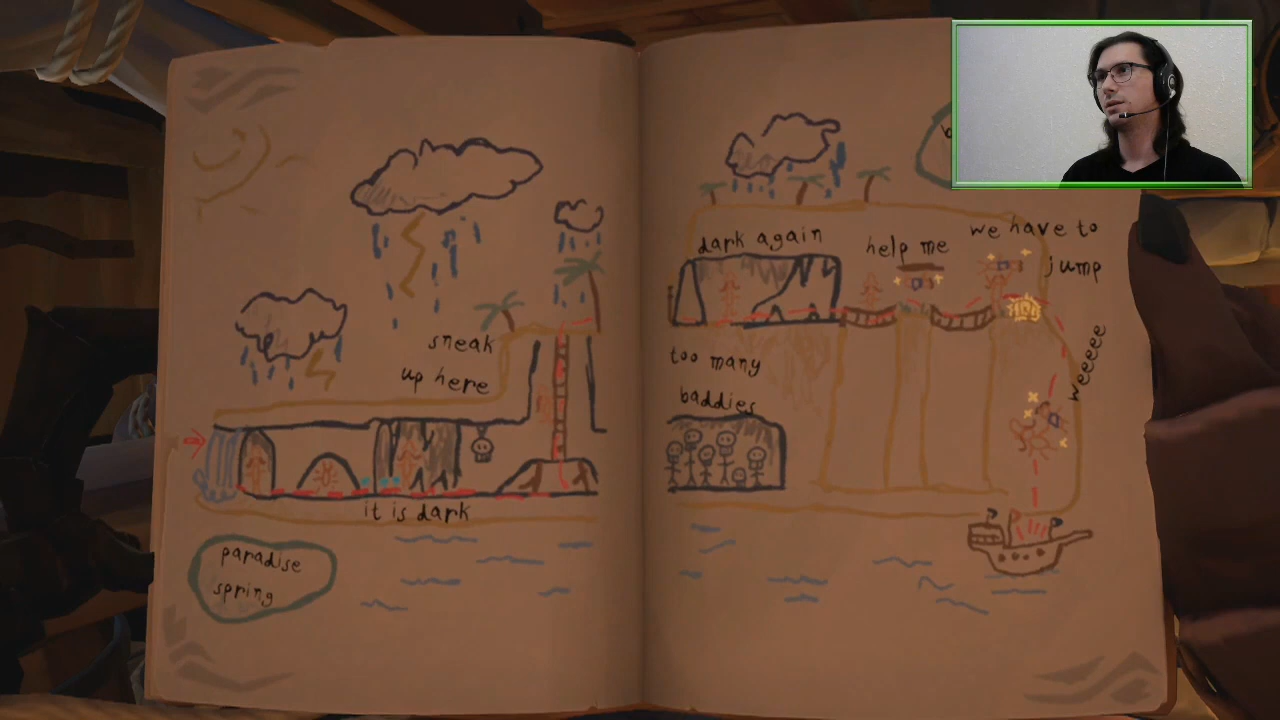 sneak
up here
it is dark
paradise
spring
dark again
help me
we have to
jump
weeeee
too many
baddies